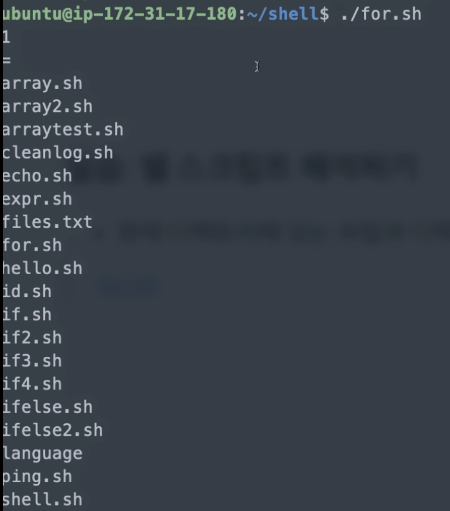 ubuntu@ip-172-31-17-180:~/shell$ ./for.sh
1
=
array.sh
array2.sh
arraytest.sh
cleanlog.sh
echo.sh
expr.sh
files.txt
for.sh
hello.sh
id.sh
if.sh
if2.sh
if3.sh
if4.sh
ifelse.sh
ifelse2.sh
language
ping.sh
shell.sh